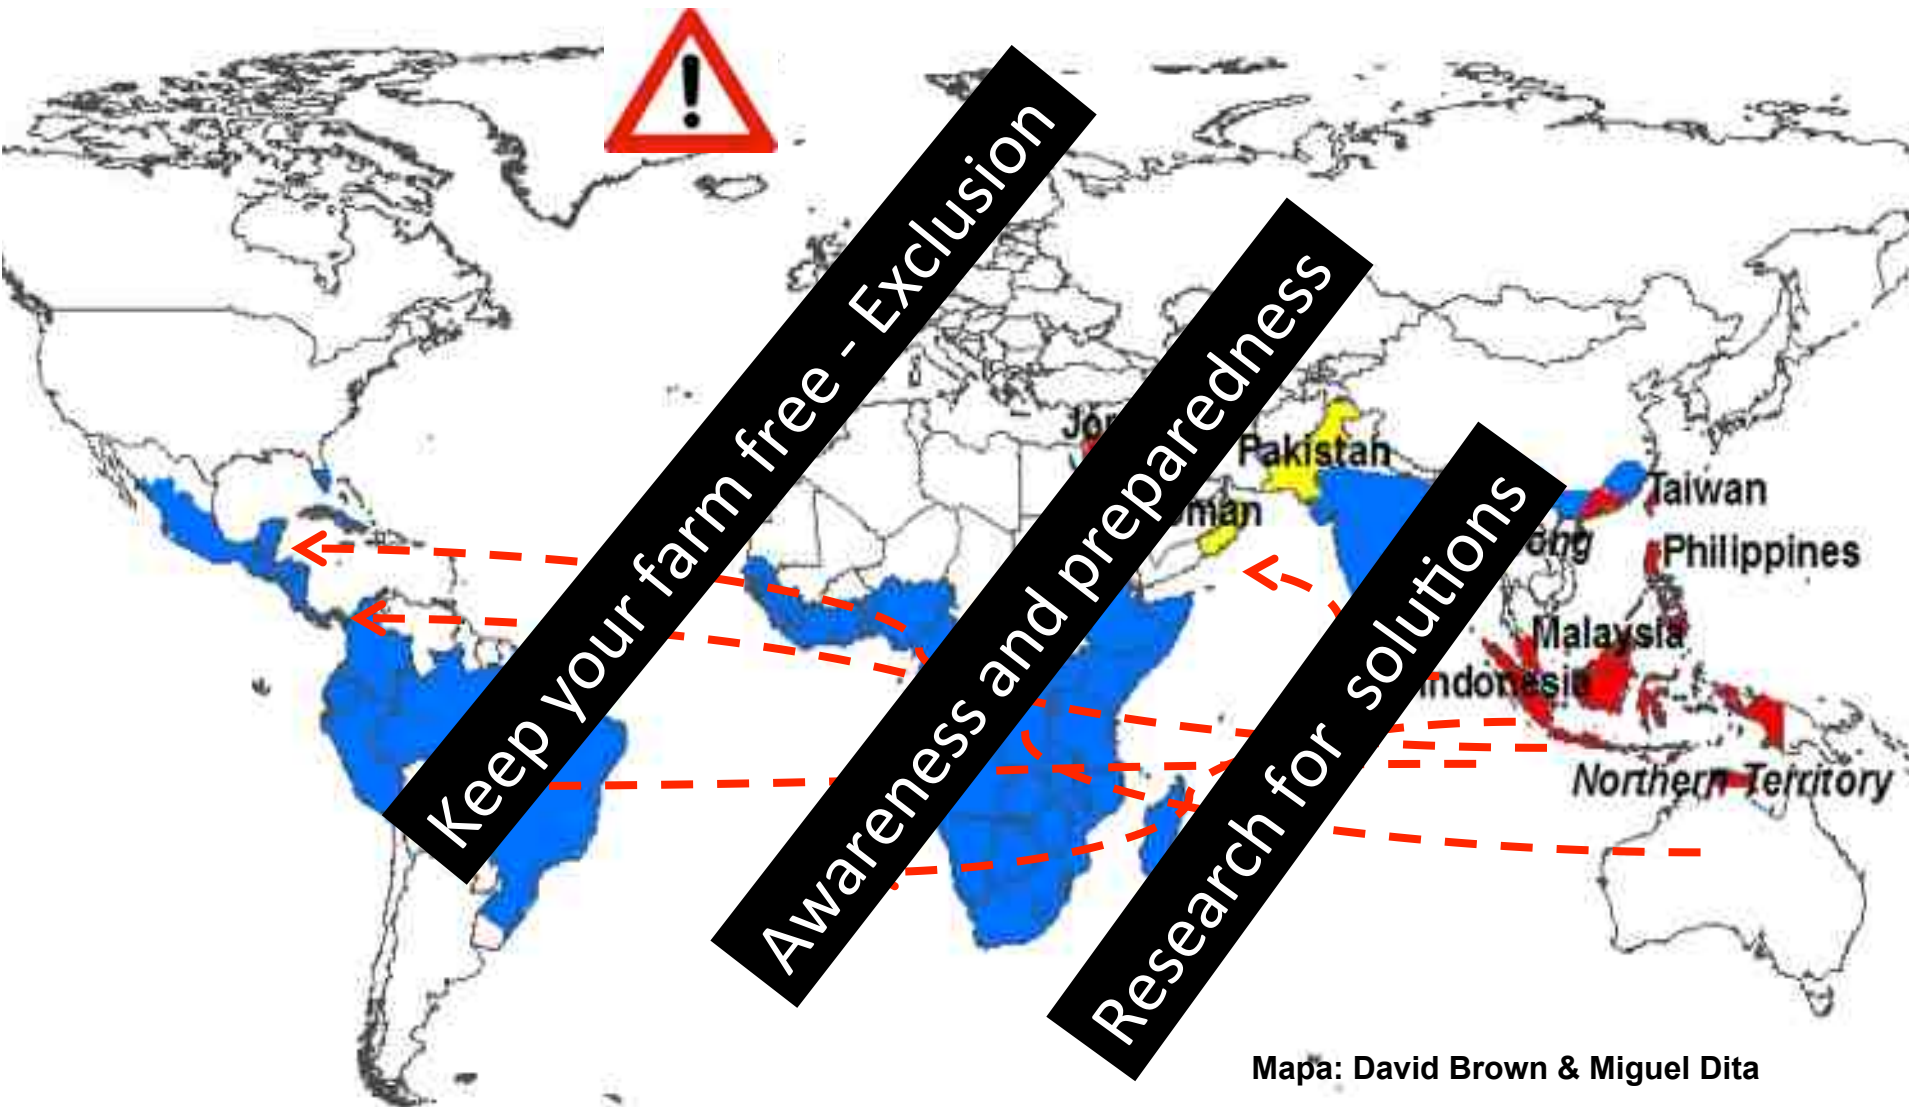 !
Keep your farm free - Exclusion
Awareness and preparedness
Research for solutions
Pakistan
Taiwan
Philippines
Malaysia
Indonesia
Northern Territory
Mapa: David Brown & Miguel Dita